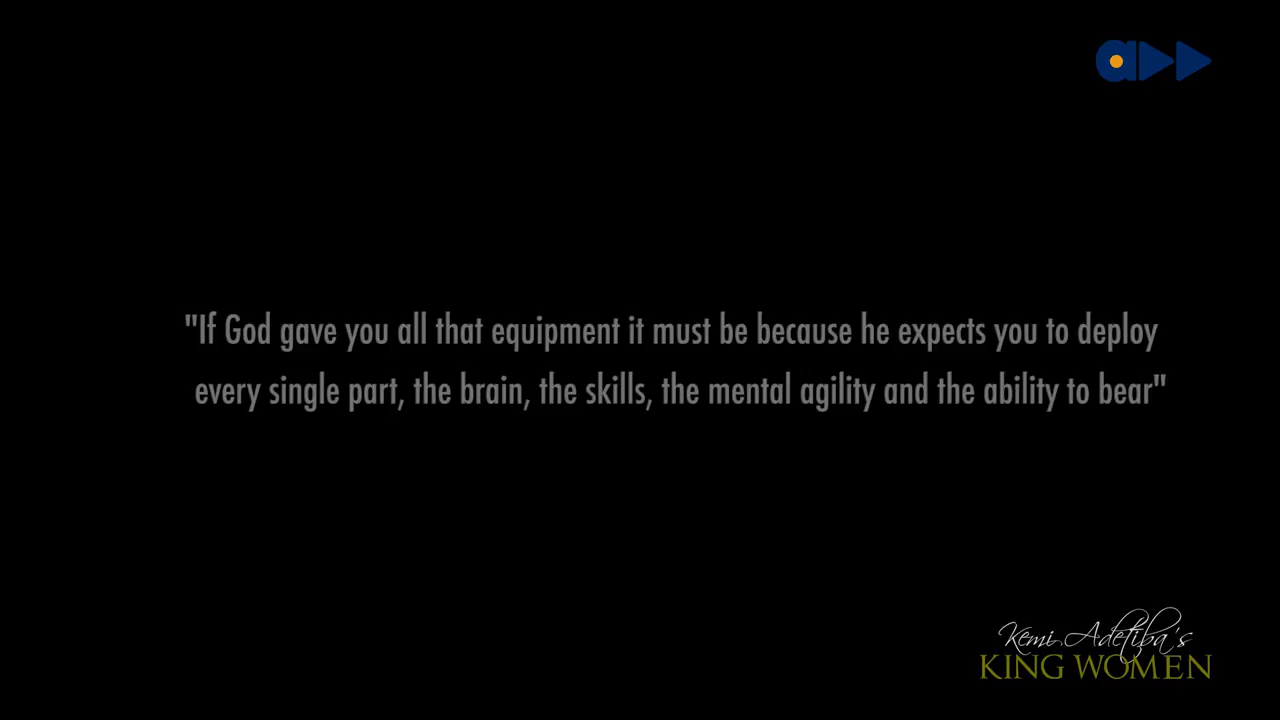 "If God gave you all that equipment it must be because he expects you to deploy
every single part, the brain, the skills, the mental agility and the ability to bear"
Kemi Adetiba's
KING WOMEN